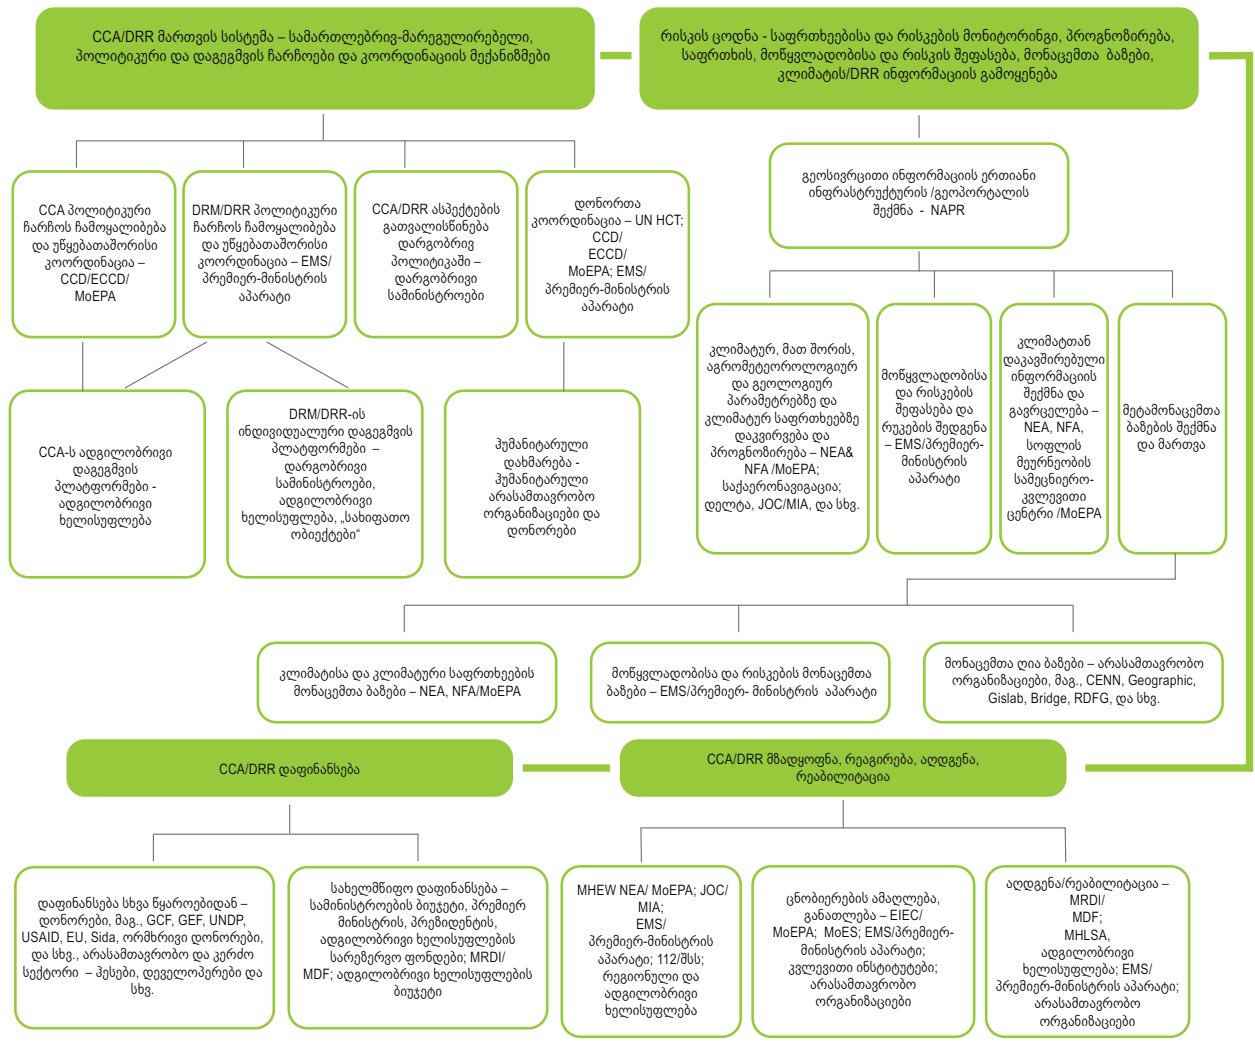 CCA/DRR მართვის სისტემა – სამართლებრივ-მარეგულირებელი,
პოლიტიკური და დაგეგმვის ჩარჩოები და კოორდინაციის მექანიზმები
რისკის ცოდნა - საფრთხეებისა და რისკების მონიტორინგი, პროგნოზირება,
საფრთხის, მოწყვლადობისა და რისკის შეფასება, მონაცემთა ბაზები,
კლიმატის/DRR ინფორმაციის გამოყენება
CCA პოლიტიკური
ჩარჩოს ჩამოყალიბება
და უწყებათაშორისი
კოორდინაცია –
CCD/ECCD/
MoEPA
DRM/DRR პოლიტიკური
ჩარჩოს ჩამოყალიბება
და უწყებათაშორისი
კოორდინაცია – EMS/
პრემიერ-მინისტრის
აპარატი
CCA/DRR ასპექტების
გათვალისწინება
დარგობრივ
პოლიტიკაში –
დარგობრივი
სამინისტროები
დონორთა
კოორდინაცია – UN HCT;
CCD/
ECCD/
MoEPA; EMS/
პრემიერ-მინისტრის
აპარატი
გეოსივრცითი ინფორმაციის ერთიანი
ინფრასტრუქტურის /გეოპორტალის
შექმნა - NAPR
CCA-ს ადგილობრივი
დაგეგმვის
პლატფორმები -
ადგილობრივი
ხელისუფლება
DRM/DRR-ის
ინდივიდუალური დაგეგმვის
პლატფორმები –
დარგობრივი
სამინისტროები,
ადგილობრივი
ხელისუფლება, „სახიფათო
ობიექტები“
ჰუმანიტარული
დახმარება -
ჰუმანიტარული
არასამთავრობო
ორგანიზაციები და
დონორები
კლიმატურ, მათ შორის,
აგრომეტეოროლოგიურ
და გეოლოგიურ
პარამეტრებზე და
კლიმატურ საფრთხეებზე
დაკვირვება და
პროგნოზირება – NEA&
NFA /MoEPA;
საქაერონავიგაცია;
დელტა, JOC/MIA, და სხვ.
მოწყვლადობისა
და რისკების
შეფასება და
რუკების შედგენა
– EMS/პრემიერ-
მინისტრის
აპარატი
კლიმატთან
დაკავშირებული
ინფორმაციის
შექმნა და
გავრცელება –
NEA, NFA,
სოფლის
მეურნეობის
სამეცნიერო-
კვლევითი
ცენტრი /MoEPA
მეტამონაცემთა
ბაზების შექმნა
და მართვა
კლიმატისა და კლიმატური საფრთხეების
მონაცემთა ბაზები – NEA, NFA/MoEPA
მოწყვლადობისა და რისკების მონაცემთა
ბაზები – EMS/პრემიერ- მინისტრის აპარატი
მონაცემთა ღია ბაზები – არასამთავრობო
ორგანიზაციები, მაგ., CENN, Geographic,
Gislab, Bridge, RDFG, და სხვ.
CCA/DRR დაფინანსება
CCA/DRR მზადყოფნა, რეაგირება, აღდგენა,
რეაბილიტაცია
დაფინანსება სხვა წყაროებიდან –
დონორები, მაგ., GCF, GEF, UNDP,
USAID, EU, Sida, ორმხრივი დონორები,
და სხვ., არასამთავრობო და კერძო
სექტორი – ჰესები, დეველოპერები და
სხვ.
სახელმწიფო დაფინანსება –
სამინისტროების ბიუჯეტი, პრემიერ
მინისტრის, პრეზიდენტის,
ადგილობრივი ხელისუფლების
სარეზერვო ფონდები; MRDI/
MDF; ადგილობრივი ხელისუფლების
ბიუჯეტი
MHEW NEA/ MoEPA; JOC/
MIA;
EMS/
პრემიერ-მინისტრის
აპარატი; 112/შსს;
რეგიონული და
ადგილობრივი
ხელისუფლება
ცნობიერების ამაღლება,
განათლება – EIEC/
MoEPA; MoES; EMS/პრემიერ-
მინისტრის აპარატი;
კვლევითი ინსტიტუტები;
არასამთავრობო
ორგანიზაციები
აღდგენა/რეაბილიტაცია –
MRDI/
MDF;
MHLSA,
ადგილობრივი
ხელისუფლება; EMS/
პრემიერ-მინისტრის აპარატი;
არასამთავრობო
ორგანიზაციები